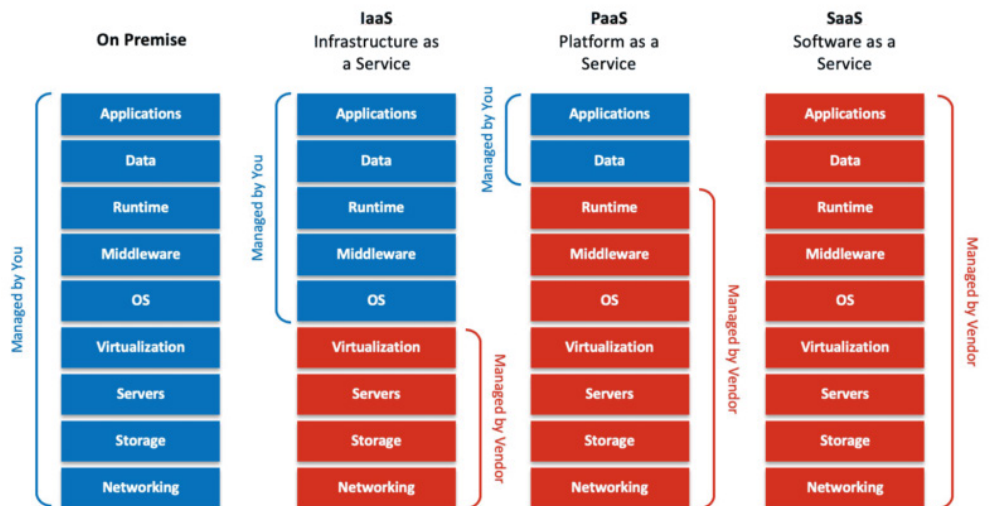 On Premise
IaaS
Infrastructure as
a Service
PaaS
Platform as a
Service
SaaS
Software as a
Service
Managed by You
Applications
Data
Runtime
Middleware
OS
Virtualization
Servers
Storage
Networking
Managed by You
Applications
Data
Runtime
Middleware
OS
Virtualization
Servers
Storage
Networking
Managed by Vendor
Managed by You
Applications
Data
Runtime
Middleware
OS
Virtualization
Servers
Storage
Networking
Managed by Vendor
Applications
Data
Runtime
Middleware
OS
Virtualization
Servers
Storage
Networking
Managed by Vendor